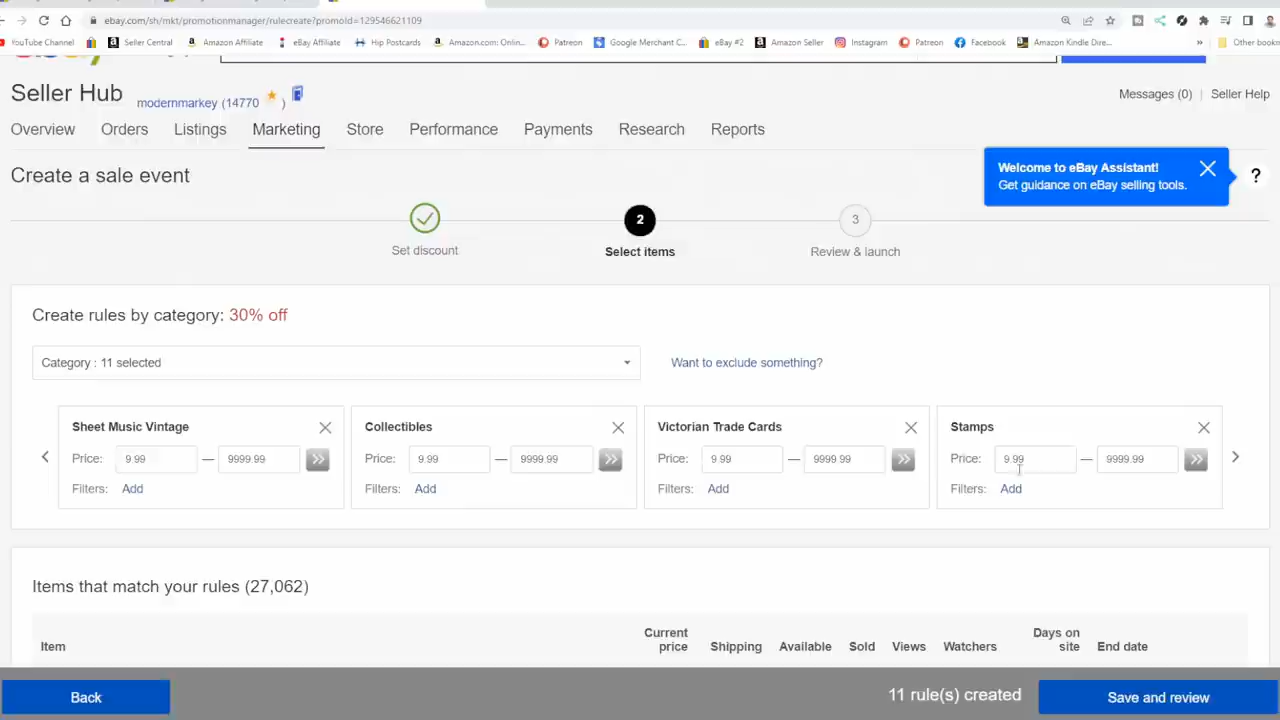 ebay.com/sh/mkt/promotionmanager/rulecreate?promoId=129546621109
YouTube Channel Seller Central Amazon Affiliate eBay Affiliate Hip Postcards Amazon.com: Onlin... Patreon Google Merchant C... eBay #2 Amazon Seller Instagram Patreon Facebook Amazon Kindle Dire... » Other bookm
Seller Hub modernmarkey (14770 )
Messages (0) | Seller Help
Overview Orders Listings Marketing Store Performance Payments Research Reports
Create a sale event
Welcome to eBay Assistant!
Get guidance on eBay selling tools.
?
2 3
Set discount Select items Review & launch
Create rules by category: 30% off
Category : 11 selected Want to exclude something?
Sheet Music Vintage Collectibles Victorian Trade Cards Stamps
Price: 9.99 — 9999.99 Price: 9.99 — 9999.99 Price: 9.99 — 9999.99 Price: 9.99 — 9999.99
Filters: Add Filters: Add Filters: Add Filters: Add
Items that match your rules (27,062)
Item Current price Shipping Available Sold Views Watchers Days on site End date
Back 11 rule(s) created Save and review